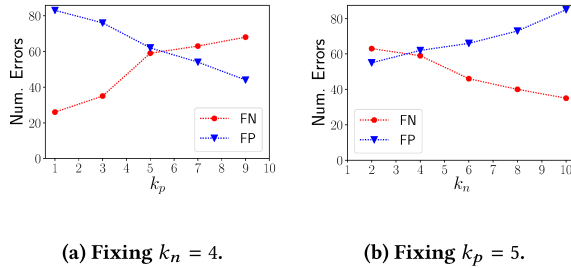 80
60
40
20
0
Num. Errors
FN
FP
1 2 3 4 5 6 7 8 9 10
k_p
(a) Fixing k_n = 4.
80
60
40
20
0
Num. Errors
FN
FP
1 2 3 4 5 6 7 8 9 10
k_n
(b) Fixing k_p = 5.